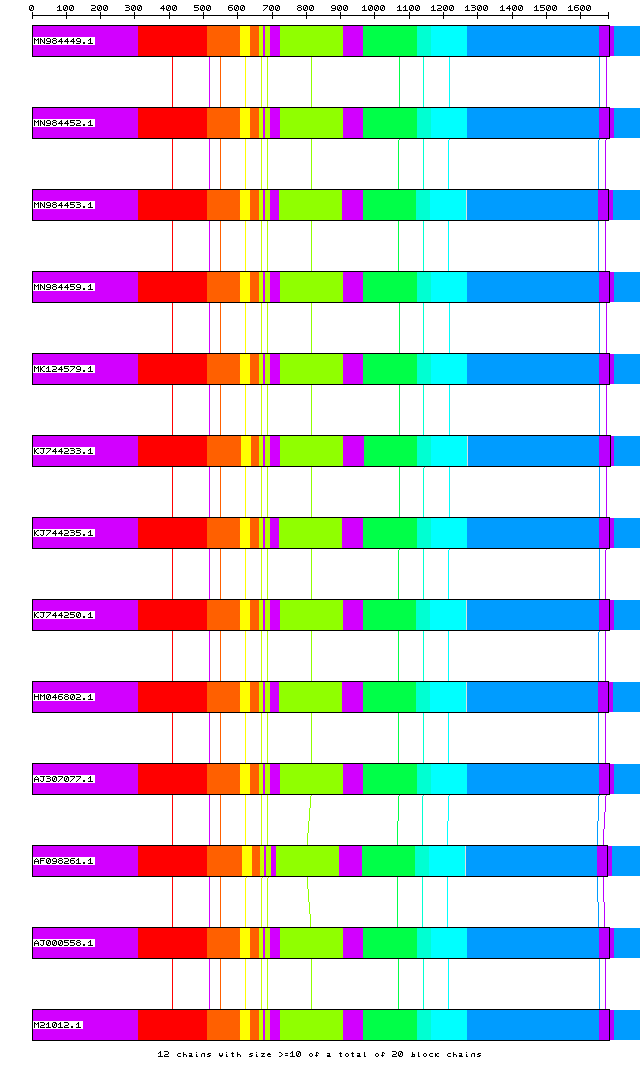 0 100 200 300 400 500 600 700 800 900 1000 1100 1200 1300 1400 1500 1600
MN984449.1
MN984452.1
MN984453.1
MN984459.1
MK124579.1
KJ744233.1
KJ744235.1
KJ744250.1
HM046802.1
AJ307077.1
AF098261.1
AJ000558.1
M21012.1
12 chains with size >=10 of a total of 20 block chains